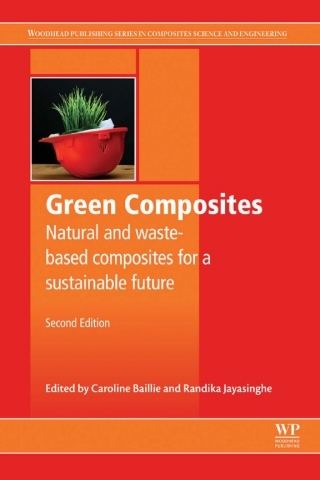 WOODHEAD PUBLISHING SERIES IN COMPOSITES SCIENCE AND ENGINEERING
Green Composites
Natural and waste-
based composites for a
sustainable future
Second Edition
Edited by Caroline Baillie and Randika Jayasinghe
WP
WOODHEAD
PUBLISHING